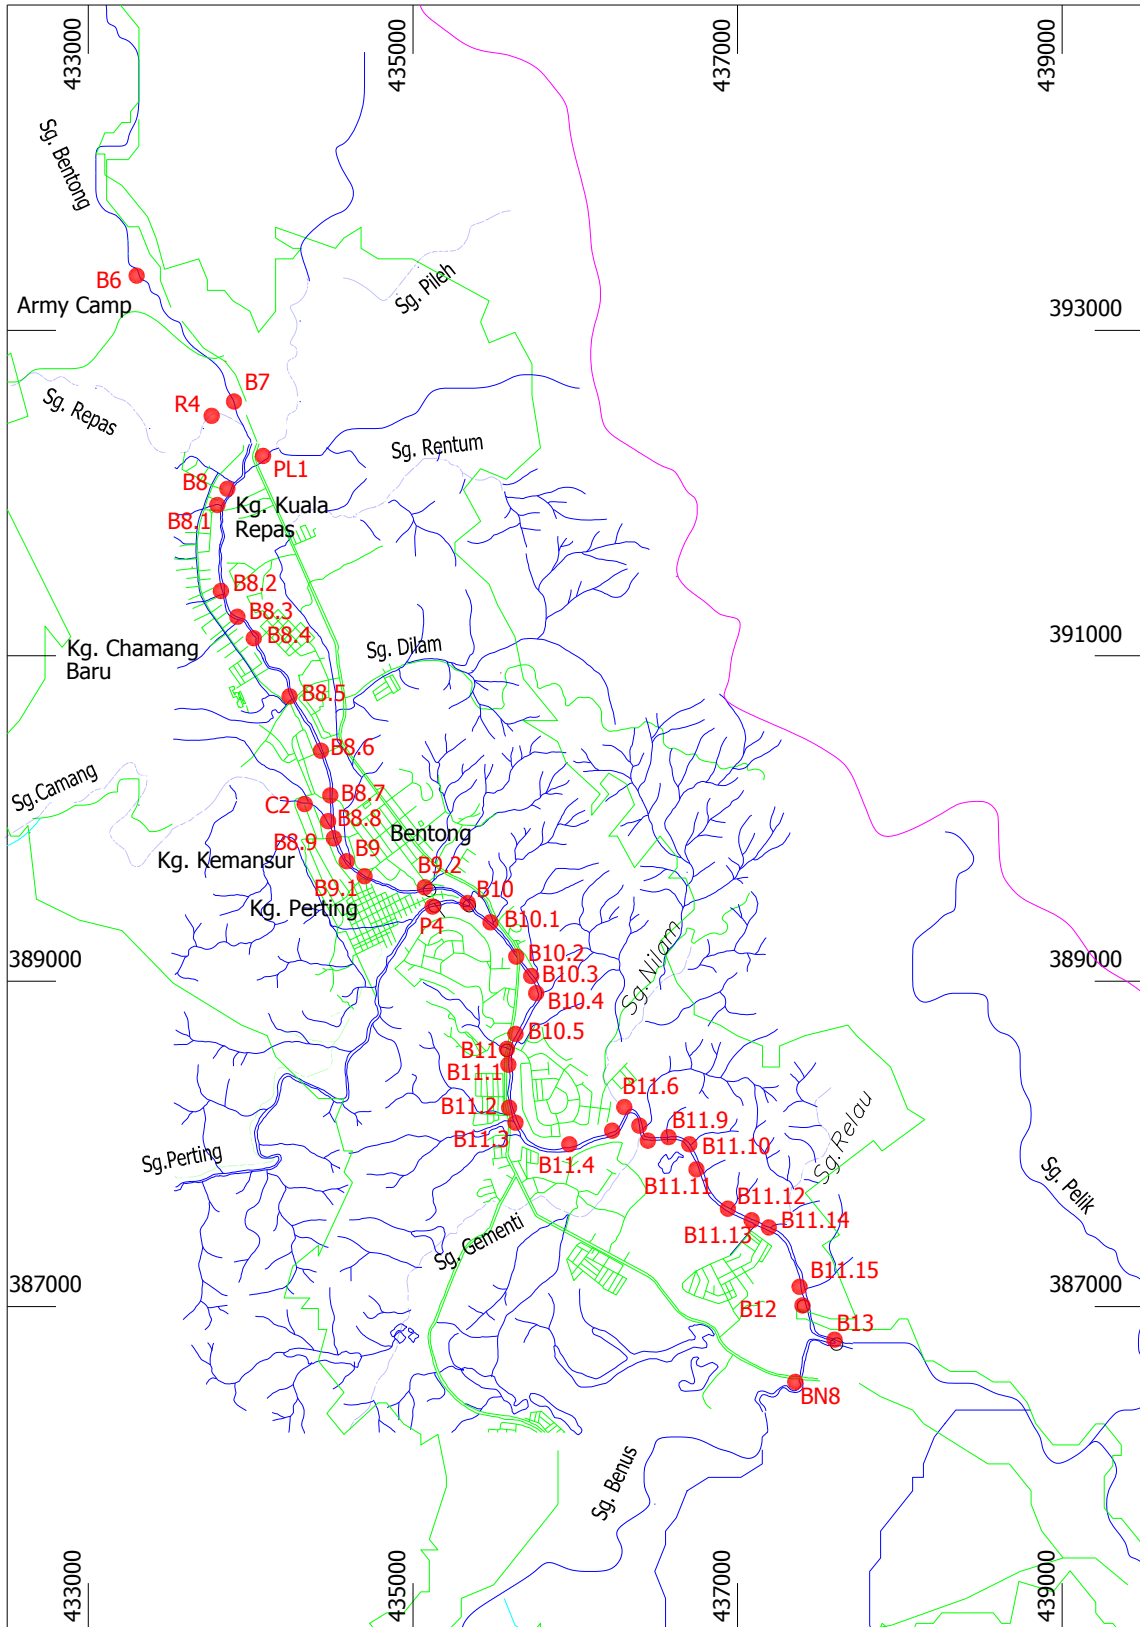 433000
435000
437000
439000
Sg. Bentong
B6
Army Camp
Sg. Pileh
393000
B7
R4
Sg. Repas
Sg. Rentum
PL1
B8
Kg. Kuala
Repas
B8.1
B8.2
B8.3
B8.4
Kg. Chamang
Baru
Sg. Dilam
391000
B8.5
B8.6
Sg.Camang
B8.7
C2
B8.8
Bentong
B8.9
B9
Kg. Kemansur
B9.1
B9.2
B10
Kg. Perting
P4
B10.1
B10.2
389000
389000
B10.3
B10.4
Sg.Nilam
B10.5
B11
B11.1
B11.2
B11.6
B11.3
B11.9
B11.4
B11.10
Sg.Relau
Sg.Perting
B11.11
Sg. Pelik
B11.12
B11.13
B11.14
Sg. Gementi
B11.15
387000
387000
B12
B13
BN8
Sg. Benus
433000
435000
437000
439000